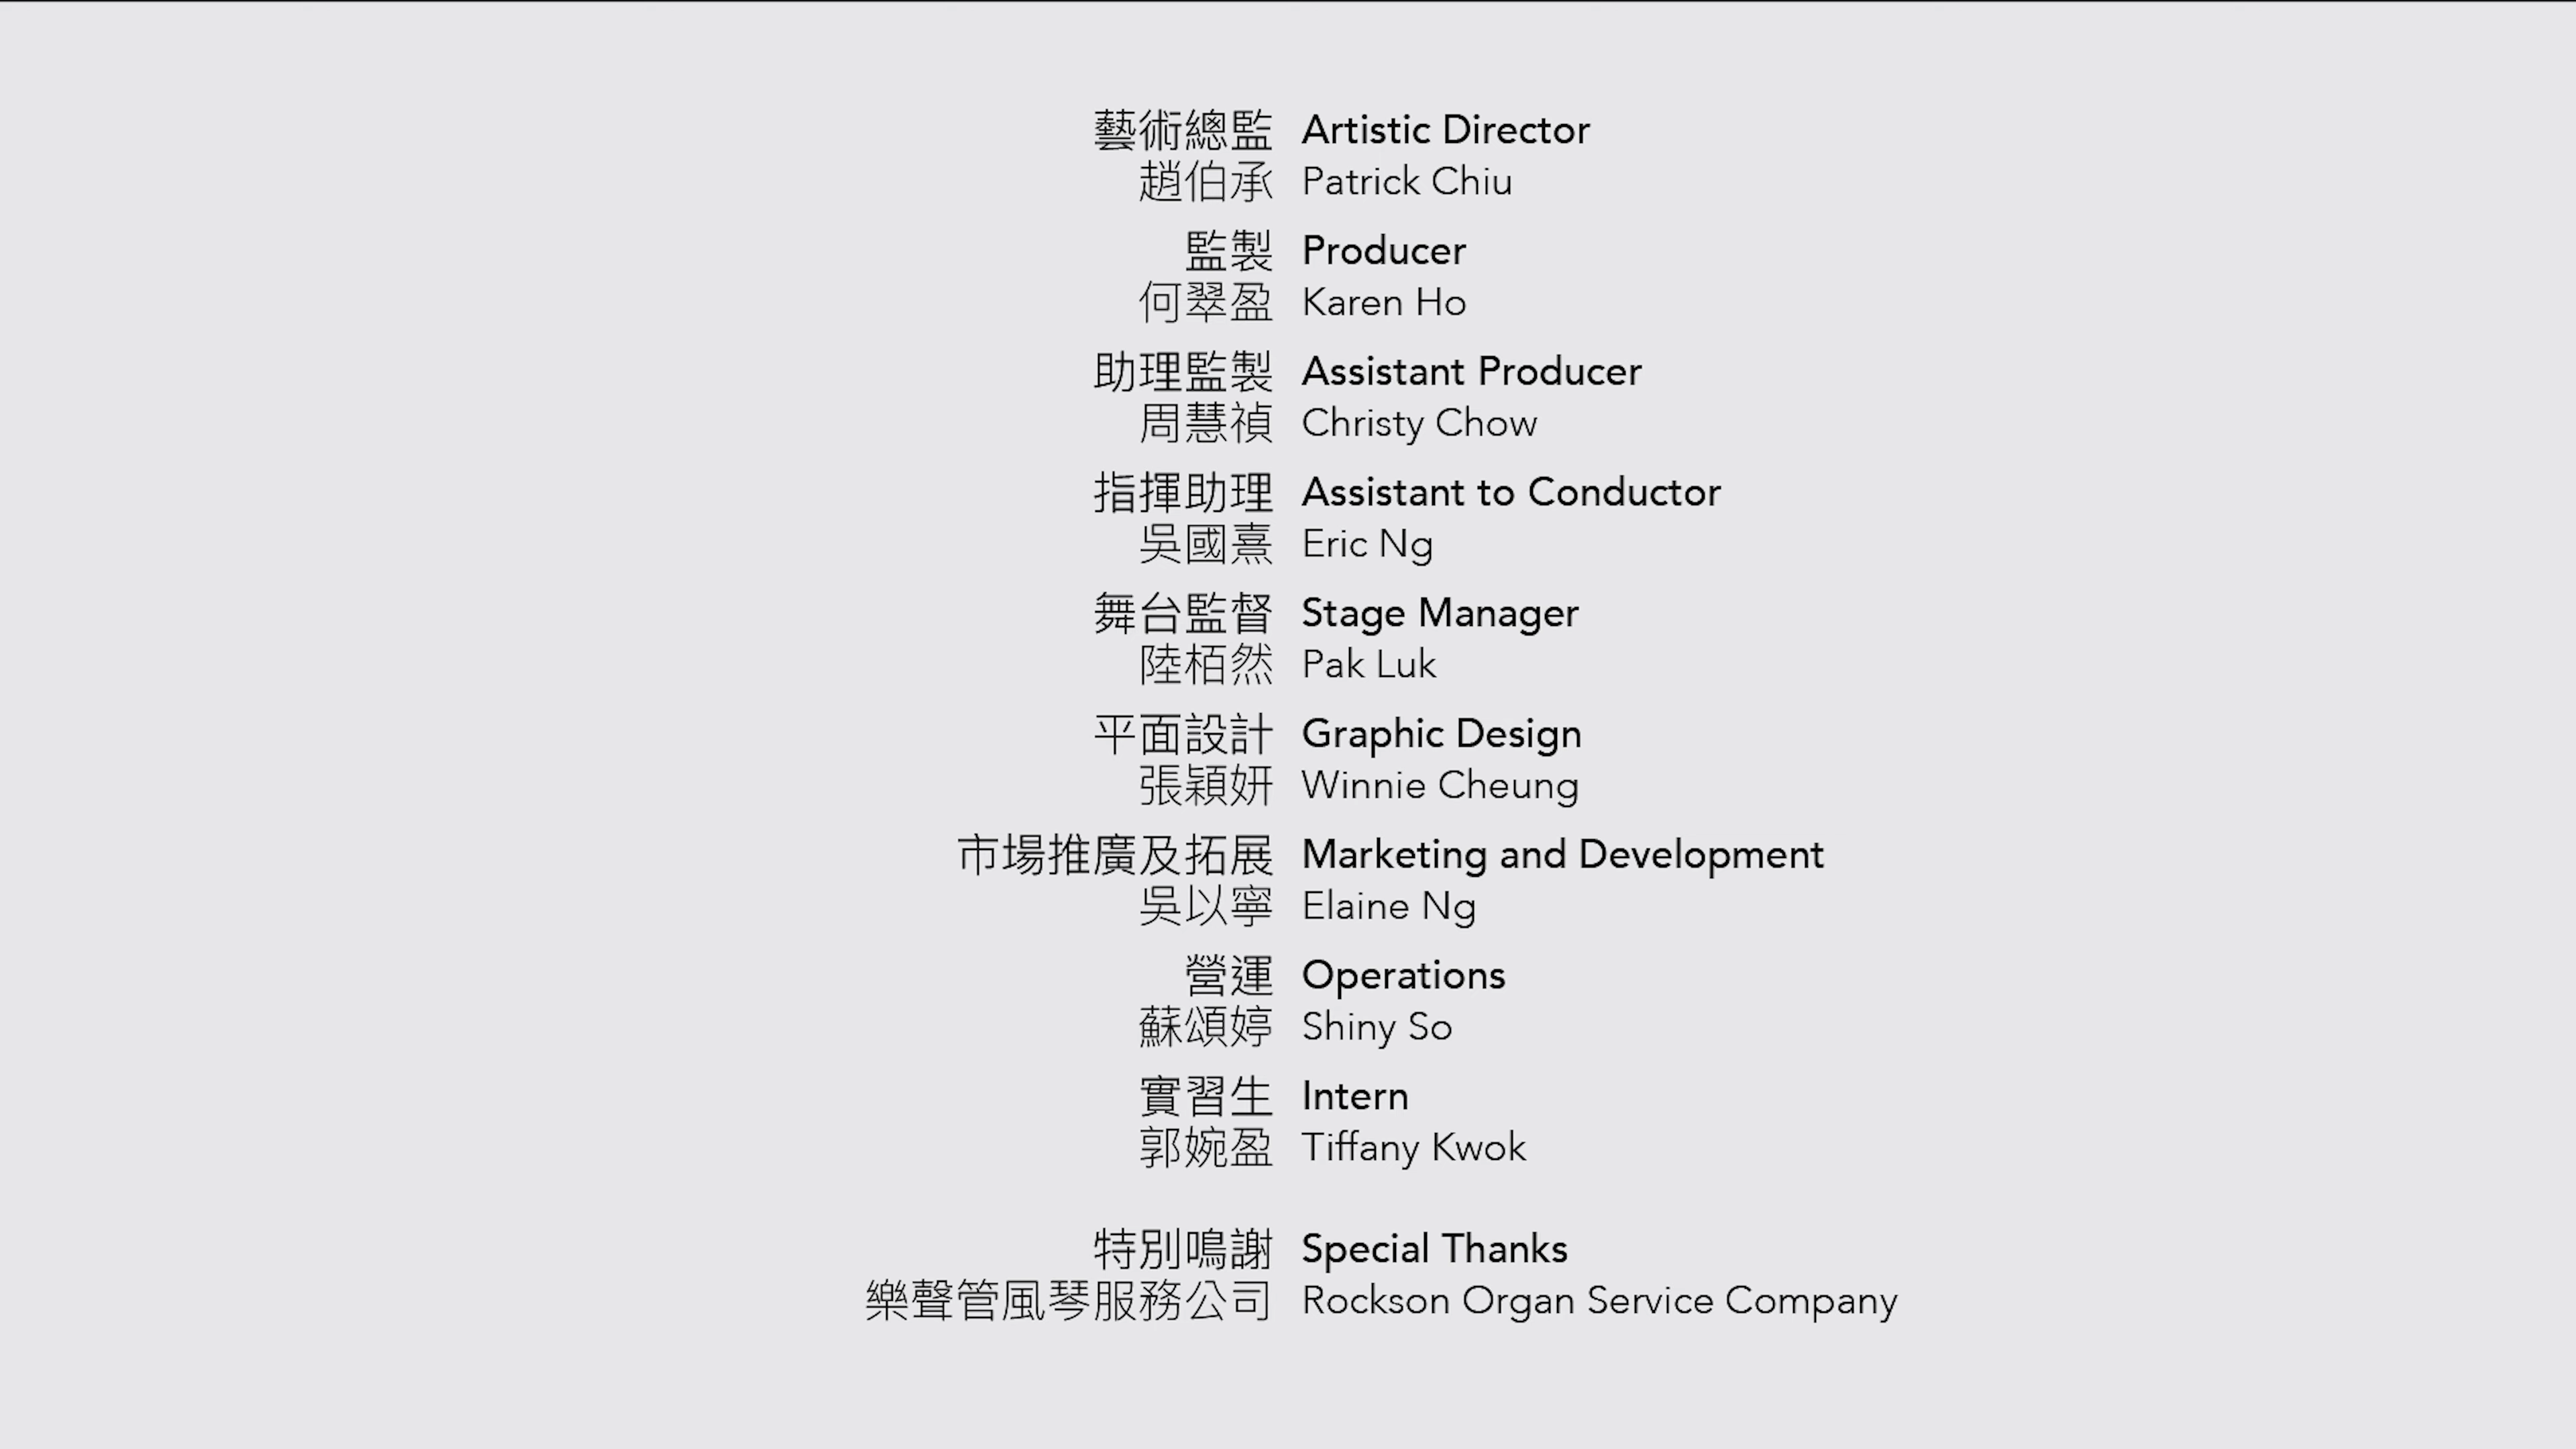 藝術總監 Artistic Director
趙伯承 Patrick Chiu
監製 Producer
何翠盈 Karen Ho
助理監製 Assistant Producer
周慧禎 Christy Chow
指揮助理 Assistant to Conductor
吳國熹 Eric Ng
舞台監督 Stage Manager
陸栢然 Pak Luk
平面設計 Graphic Design
張穎妍 Winnie Cheung
市場推廣及拓展 Marketing and Development
吳以寧 Elaine Ng
營運 Operations
蘇頌婷 Shiny So
實習生 Intern
郭婉盈 Tiffany Kwok
特別鳴謝 Special Thanks
樂聲管風琴服務公司 Rockson Organ Service Company